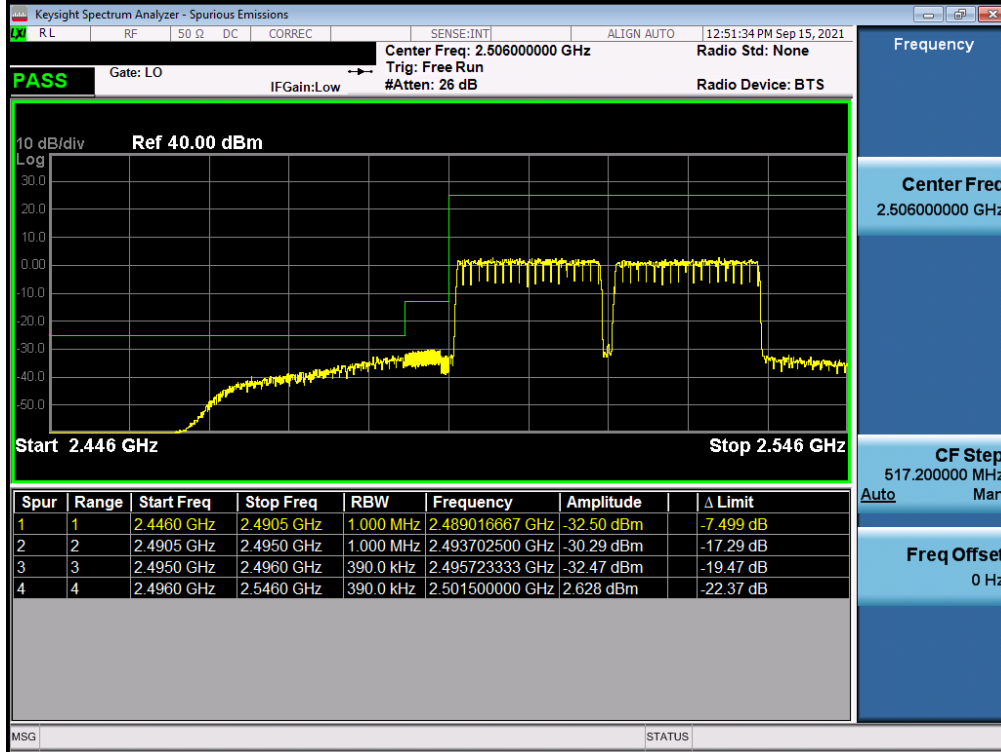 Keysight Spectrum Analyzer - Spurious Emissions
LXI RL RF 50 Ω DC CORREC SENSE:INT ALIGN AUTO 12:51:34 PM Sep 15, 2021
Center Freq: 2.506000000 GHz Radio Std: None
PASS Gate: LO Trig: Free Run
IFGain:Low #Atten: 26 dB Radio Device: BTS
Frequency
10 dB/div Ref 40.00 dBm
Log
30.0
20.0
10.0
0.00
-10.0
-20.0
-30.0
-40.0
-50.0
Start 2.446 GHz Stop 2.546 GHz
Spur Range Start Freq Stop Freq RBW Frequency Amplitude Δ Limit
1 1 2.4460 GHz 2.4905 GHz 1.000 MHz 2.489016667 GHz -32.50 dBm -7.499 dB
2 2 2.4905 GHz 2.4950 GHz 1.000 MHz 2.493702500 GHz -30.29 dBm -17.29 dB
3 3 2.4950 GHz 2.4960 GHz 390.0 kHz 2.495723333 GHz -32.47 dBm -19.47 dB
4 4 2.4960 GHz 2.5460 GHz 390.0 kHz 2.501500000 GHz 2.628 dBm -22.37 dB
Center Freq
2.506000000 GHz
CF Step
517.200000 MHz
Auto Man
Freq Offset
0 Hz
MSG STATUS